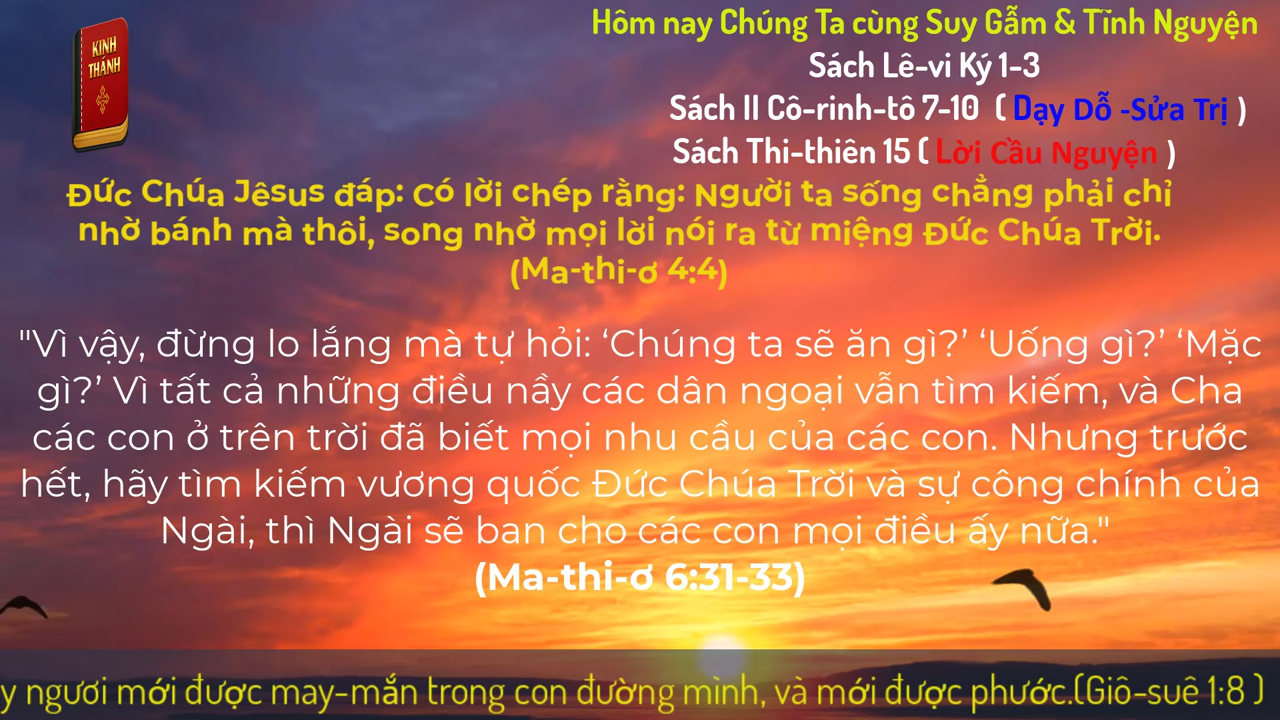 KINH
THÁNH
Hôm nay Chúng Ta cùng Suy Gẫm & Tĩnh Nguyện
Sách Lê-vi Ký 1-3
Sách II Cô-rinh-tô 7-10 ( Dạy Dỗ -Sửa Trị )
Sách Thi-thiên 15 ( Lời Cầu Nguyện )
Đức Chúa Jêsus đáp: Có lời chép rằng: Người ta sống chẳng phải chỉ
nhờ bánh mà thôi, song nhờ mọi lời nói ra từ miệng Đức Chúa Trời.
(Ma-thi-ơ 4:4)
"Vì vậy, đừng lo lắng mà tự hỏi: ‘Chúng ta sẽ ăn gì?’ ‘Uống gì?’ ‘Mặc
gì?’ Vì tất cả những điều nầy các dân ngoại vẫn tìm kiếm, và Cha
các con ở trên trời đã biết mọi nhu cầu của các con. Nhưng trước
hết, hãy tìm kiếm vương quốc Đức Chúa Trời và sự công chính của
Ngài, thì Ngài sẽ ban cho các con mọi điều ấy nữa."
(Ma-thi-ơ 6:31-33)
y ngươi mới được may-mắn trong con đường mình, và mới được phước.(Giô-suê 1:8 )